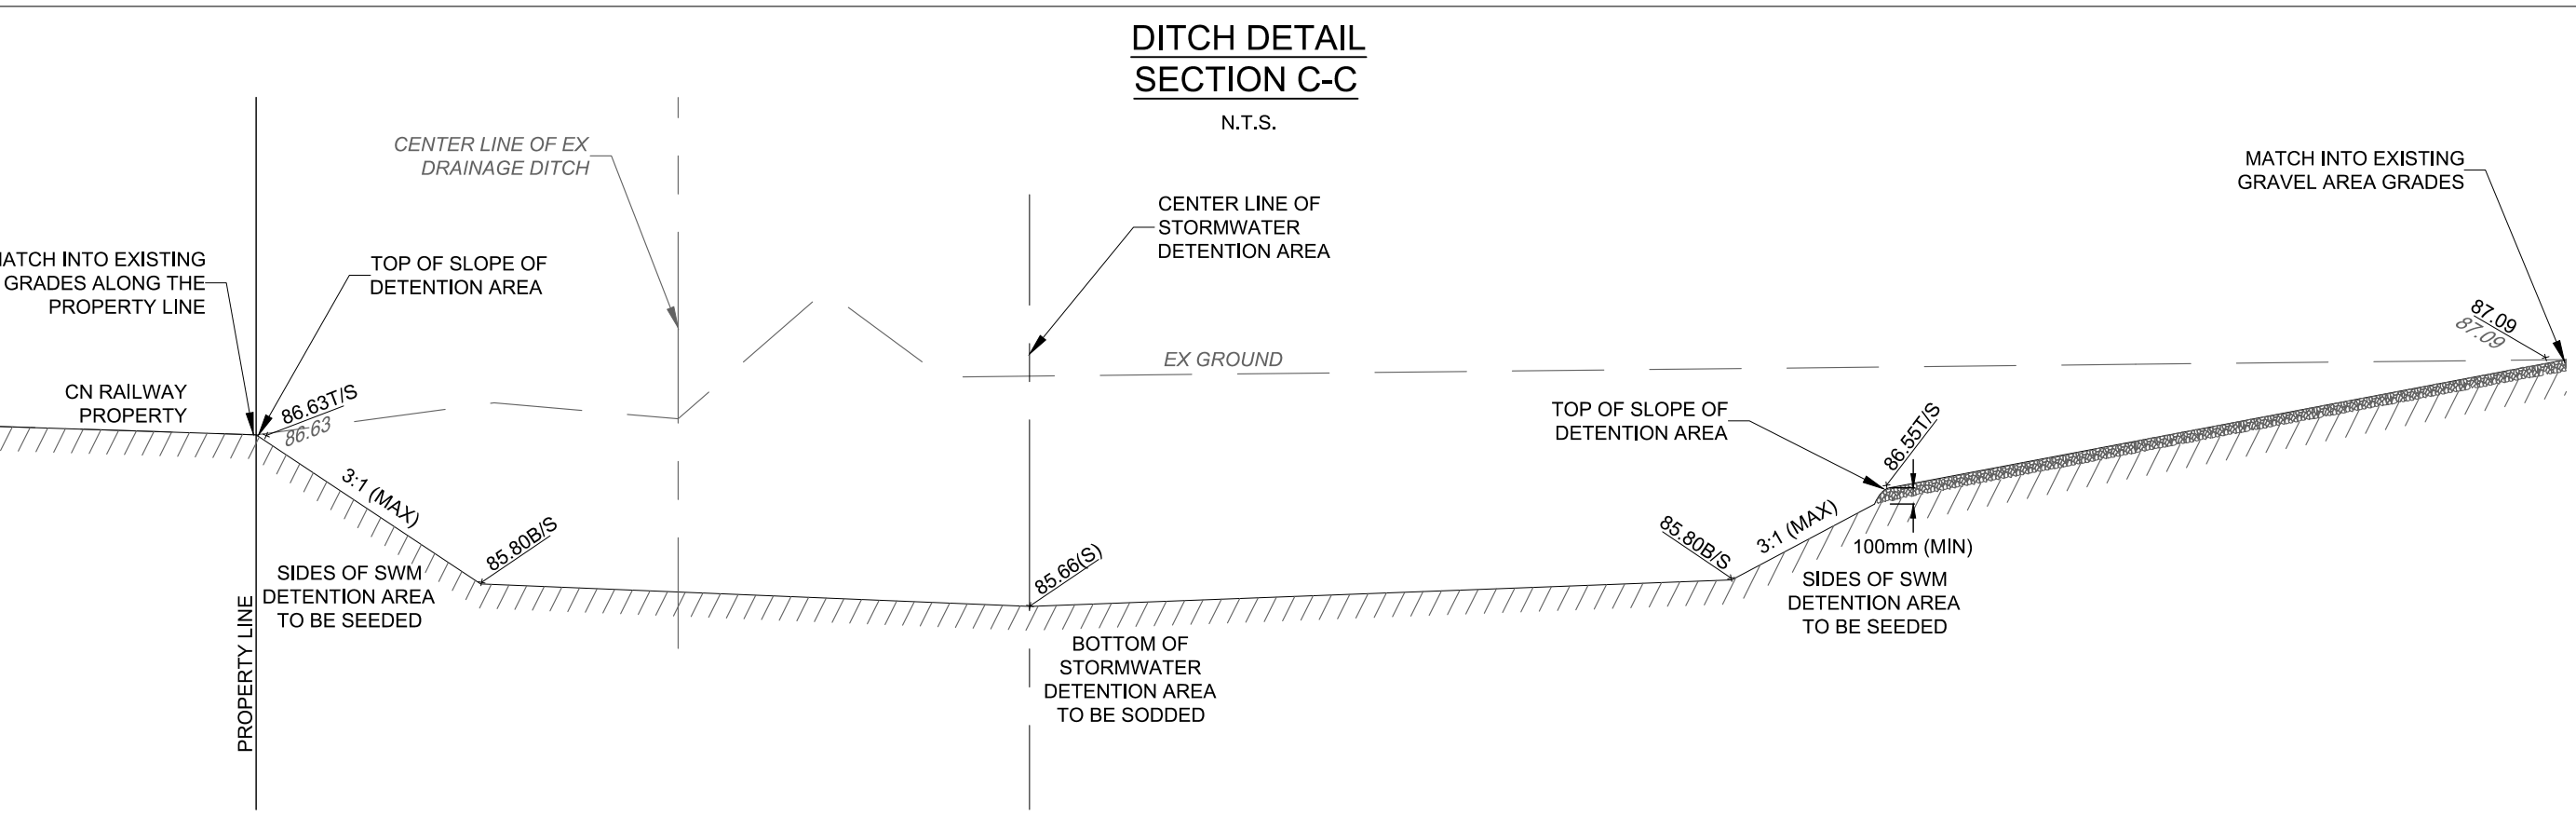 DITCH DETAIL
SECTION C-C
N.T.S.
CENTER LINE OF EX
DRAINAGE DITCH
MATCH INTO EXISTING
GRAVEL AREA GRADES
CENTER LINE OF
STORMWATER
DETENTION AREA
ATCH INTO EXISTING
GRADES ALONG THE
PROPERTY LINE
TOP OF SLOPE OF
DETENTION AREA
87.09
87.09
EX GROUND
CN RAILWAY
PROPERTY
86.63T/S
86.63
TOP OF SLOPE OF
DETENTION AREA
86.55T/S
3:1 (MAX)
85.80B/S
85.66(S)
85.80B/S
3:1 (MAX)
100mm (MIN)
SIDES OF SWM
DETENTION AREA
TO BE SEEDED
SIDES OF SWM
DETENTION AREA
TO BE SEEDED
PROPERTY LINE
BOTTOM OF
STORMWATER
DETENTION AREA
TO BE SODDED